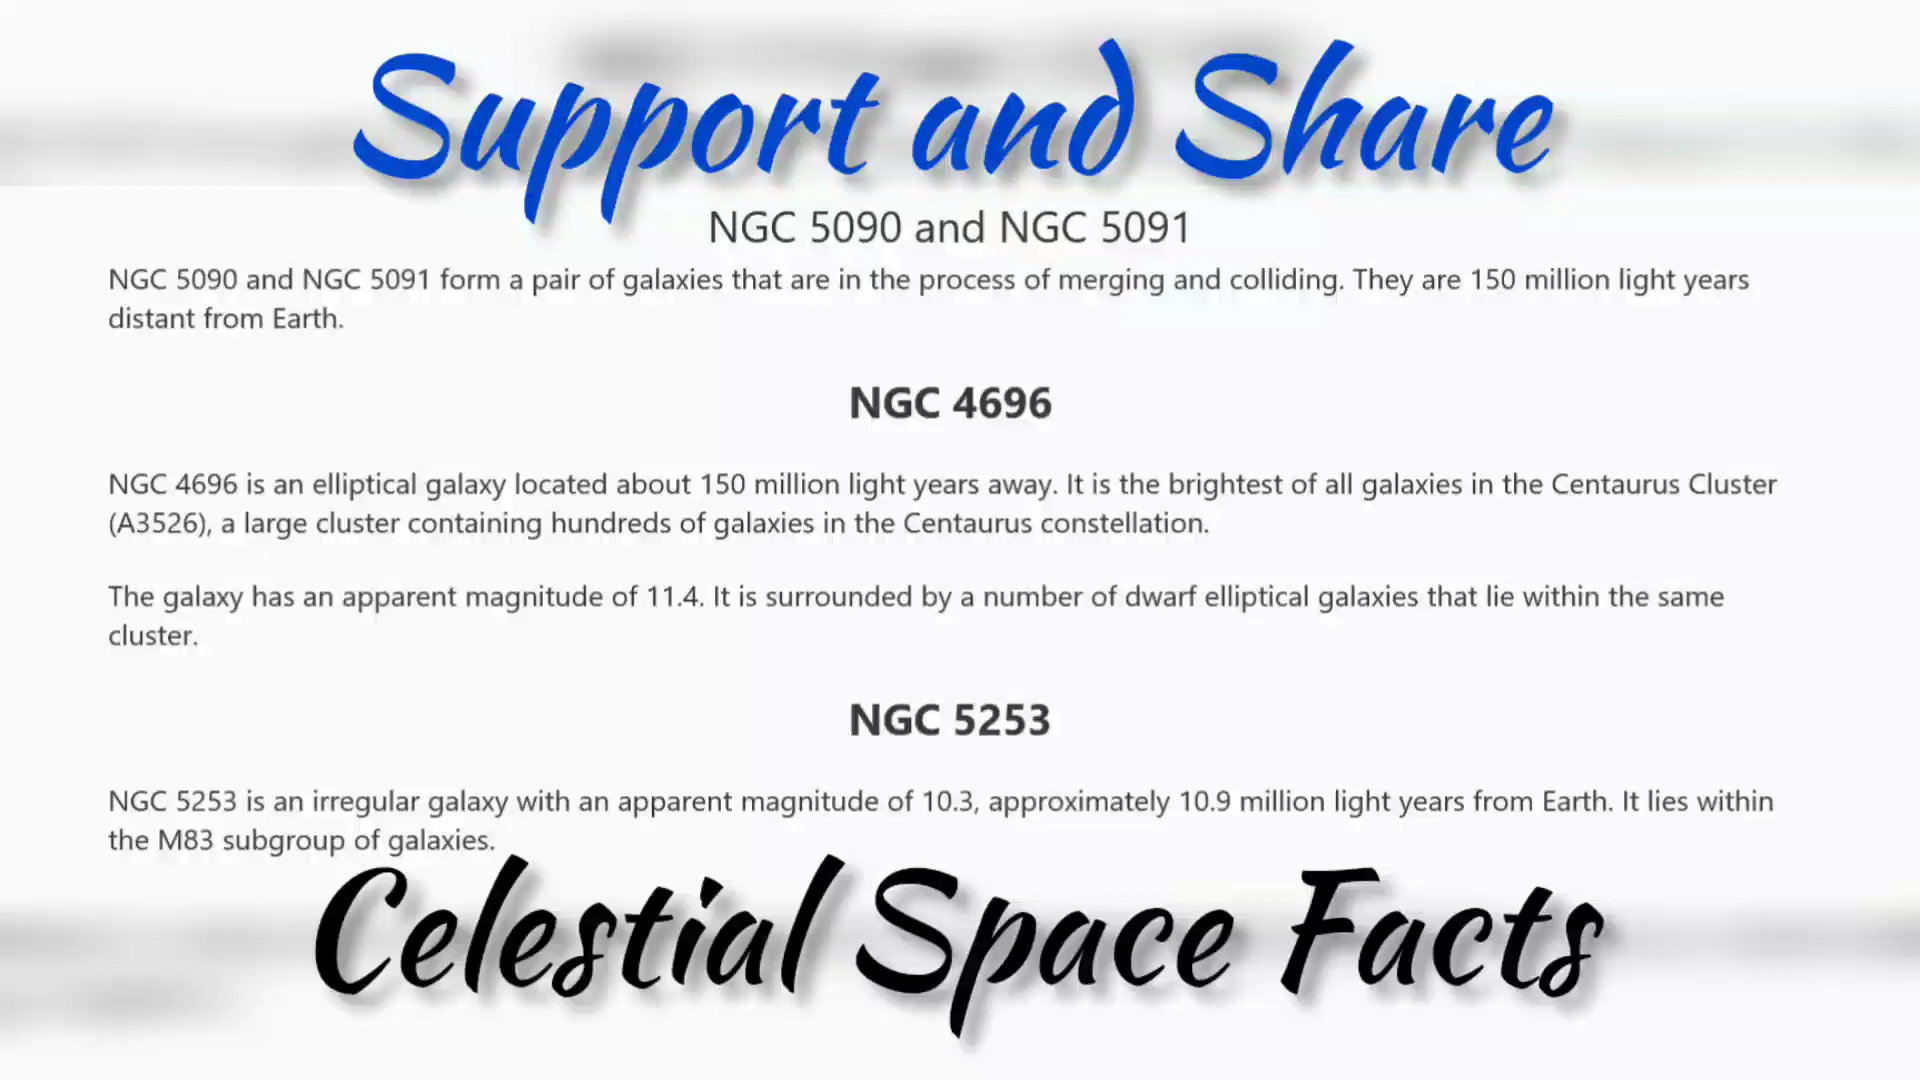 Support and Share
NGC 5090 and NGC 5091
NGC 5090 and NGC 5091 form a pair of galaxies that are in the process of merging and colliding. They are 150 million light years
distant from Earth.
NGC 4696
NGC 4696 is an elliptical galaxy located about 150 million light years away. It is the brightest of all galaxies in the Centaurus Cluster
(A3526), a large cluster containing hundreds of galaxies in the Centaurus constellation.
The galaxy has an apparent magnitude of 11.4. It is surrounded by a number of dwarf elliptical galaxies that lie within the same
cluster.
NGC 5253
NGC 5253 is an irregular galaxy with an apparent magnitude of 10.3, approximately 10.9 million light years from Earth. It lies within
the M83 subgroup of galaxies.
Celestial Space Facts